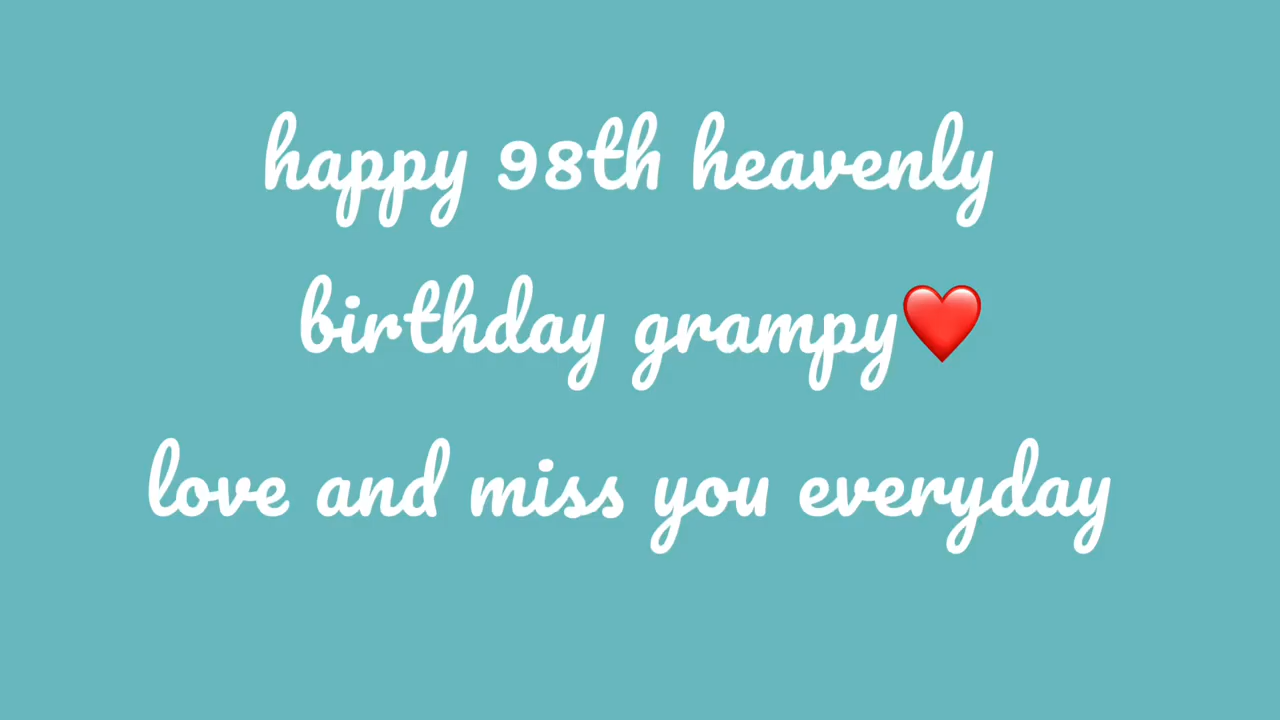 happy 98th heavenly
birthday grampy❤️
love and miss you everyday